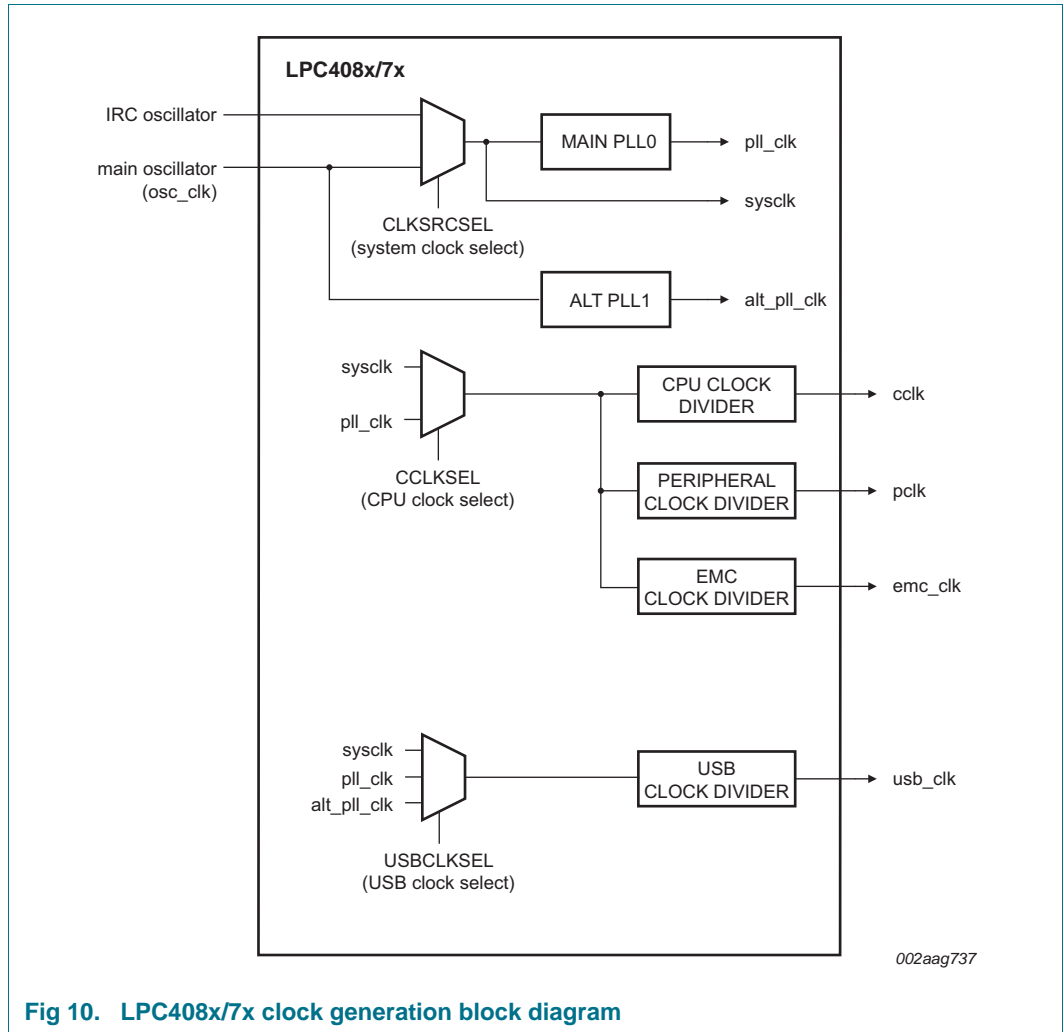 LPC408x/7x
IRC oscillator
main oscillator
(osc_clk)
MAIN PLL0
pll_clk
sysclk
CLKSRCSEL
(system clock select)
ALT PLL1
alt_pll_clk
sysclk
pll_clk
CCLKSEL
(CPU clock select)
CPU CLOCK
DIVIDER
cclk
PERIPHERAL
CLOCK DIVIDER
pclk
EMC
CLOCK DIVIDER
emc_clk
sysclk
pll_clk
alt_pll_clk
USBCLKSEL
(USB clock select)
USB
CLOCK DIVIDER
usb_clk
002aag737
Fig 10. LPC408x/7x clock generation block diagram